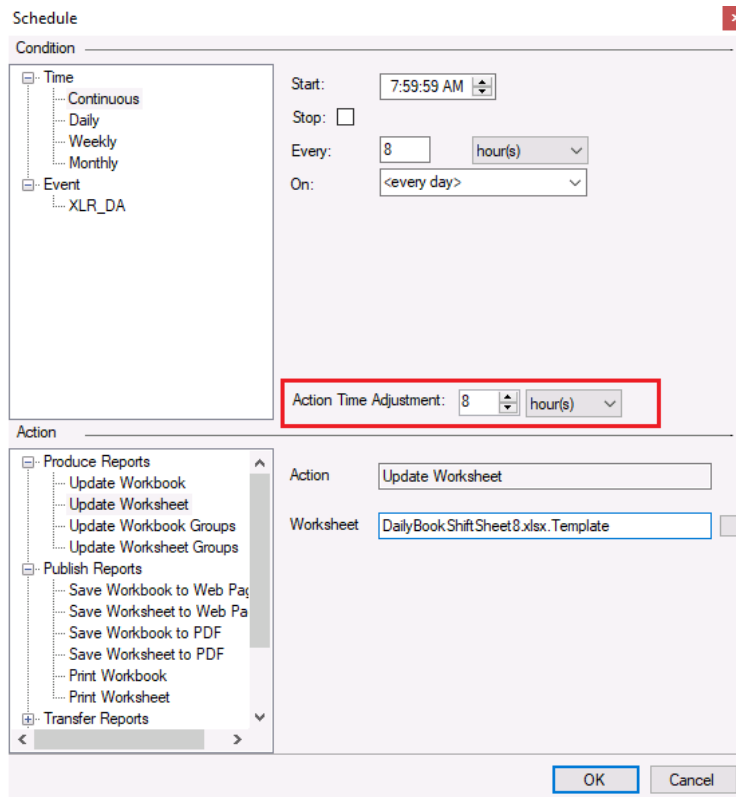 Schedule
Condition
Time
Continuous
Daily
Weekly
Monthly
Event
XLR_DA
Start: 7:59:59 AM
Stop:
Every: 8 hour(s)
On: <every day>
Action Time Adjustment: 8 hour(s)
Action
Produce Reports
Update Workbook
Update Worksheet
Update Workbook Groups
Update Worksheet Groups
Publish Reports
Save Workbook to Web Pag
Save Worksheet to Web Pa
Save Workbook to PDF
Save Worksheet to PDF
Print Workbook
Print Worksheet
Transfer Reports
Action Update Worksheet
Worksheet DailyBookShiftSheet8.xlsx.Template
OK Cancel